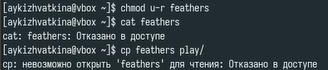 [aykizhvatkina@vbox ~]$ chmod u-r feathers
[aykizhvatkina@vbox ~]$ cat feathers
cat: feathers: Отказано в доступе
[aykizhvatkina@vbox ~]$ cp feathers play/
cp: невозможно открыть 'feathers' для чтения: Отказано в доступе